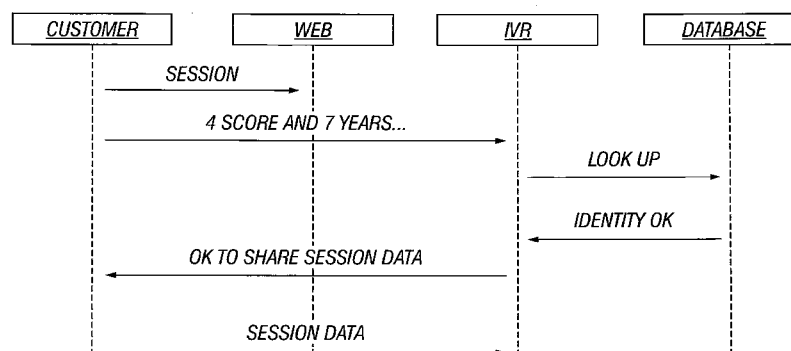 CUSTOMER WEB IVR DATABASE
SESSION
4 SCORE AND 7 YEARS...
LOOK UP
IDENTITY OK
OK TO SHARE SESSION DATA
SESSION DATA